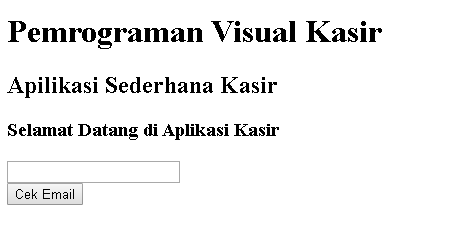 Pemrograman Visual Kasir
Apilikasi Sederhana Kasir
Selamat Datang di Aplikasi Kasir
Cek Email